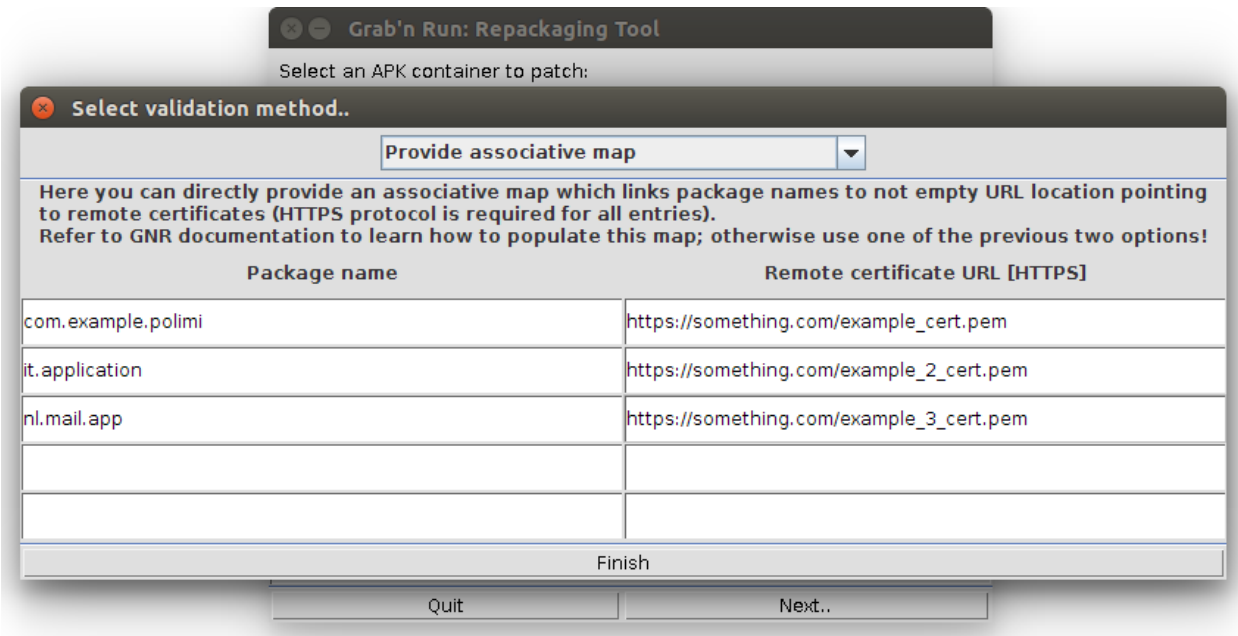 Grab'n Run: Repackaging Tool
Select an APK container to patch:
Select validation method..
Provide associative map
Here you can directly provide an associative map which links package names to not empty URL location pointing
to remote certificates (HTTPS protocol is required for all entries).
Refer to GNR documentation to learn how to populate this map; otherwise use one of the previous two options!
Package name Remote certificate URL [HTTPS]
com.example.polimi https://something.com/example_cert.pem
it.application https://something.com/example_2_cert.pem
nl.mail.app https://something.com/example_3_cert.pem
Finish
Quit Next..